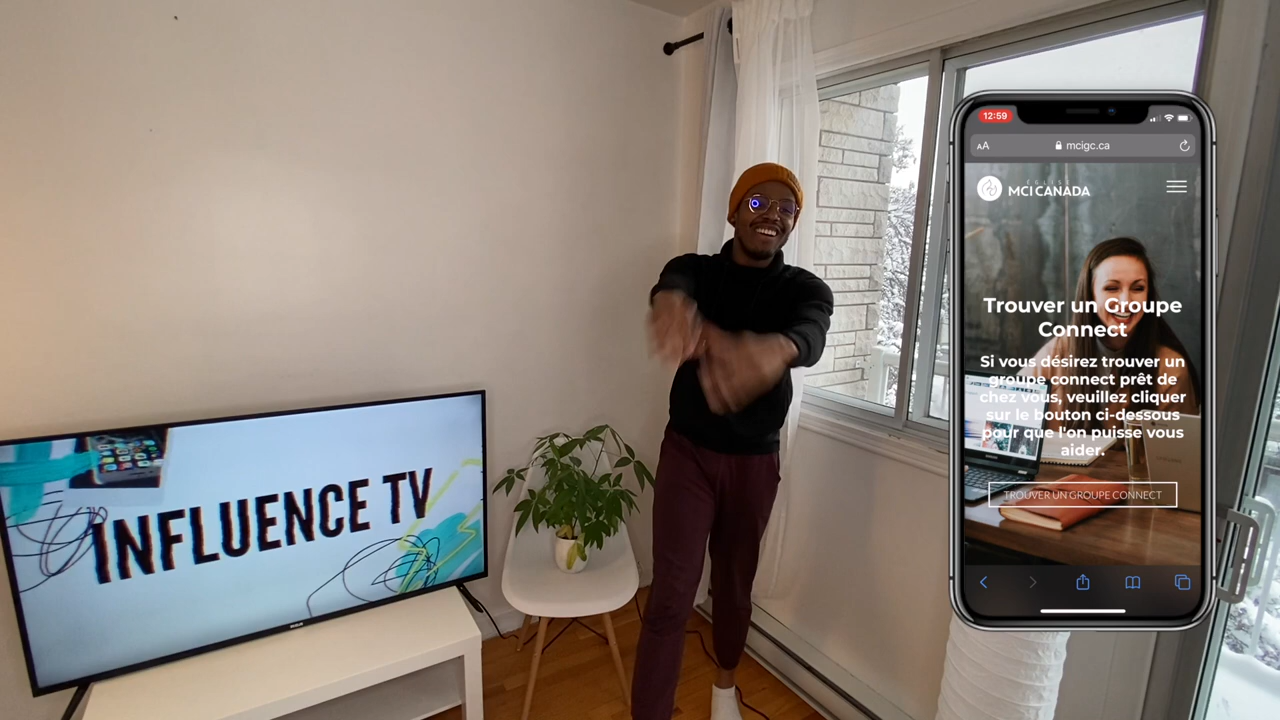 INFLUENCE TV
12:59
AA
mcigc.ca
ÉGLISE
MCI CANADA
Trouver un Groupe
Connect
Si vous désirez trouver un
groupe connect prêt de
chez vous, veuillez cliquer
sur le bouton ci-dessous
pour que l'on puisse vous
aider.
TROUVER UN GROUPE CONNECT